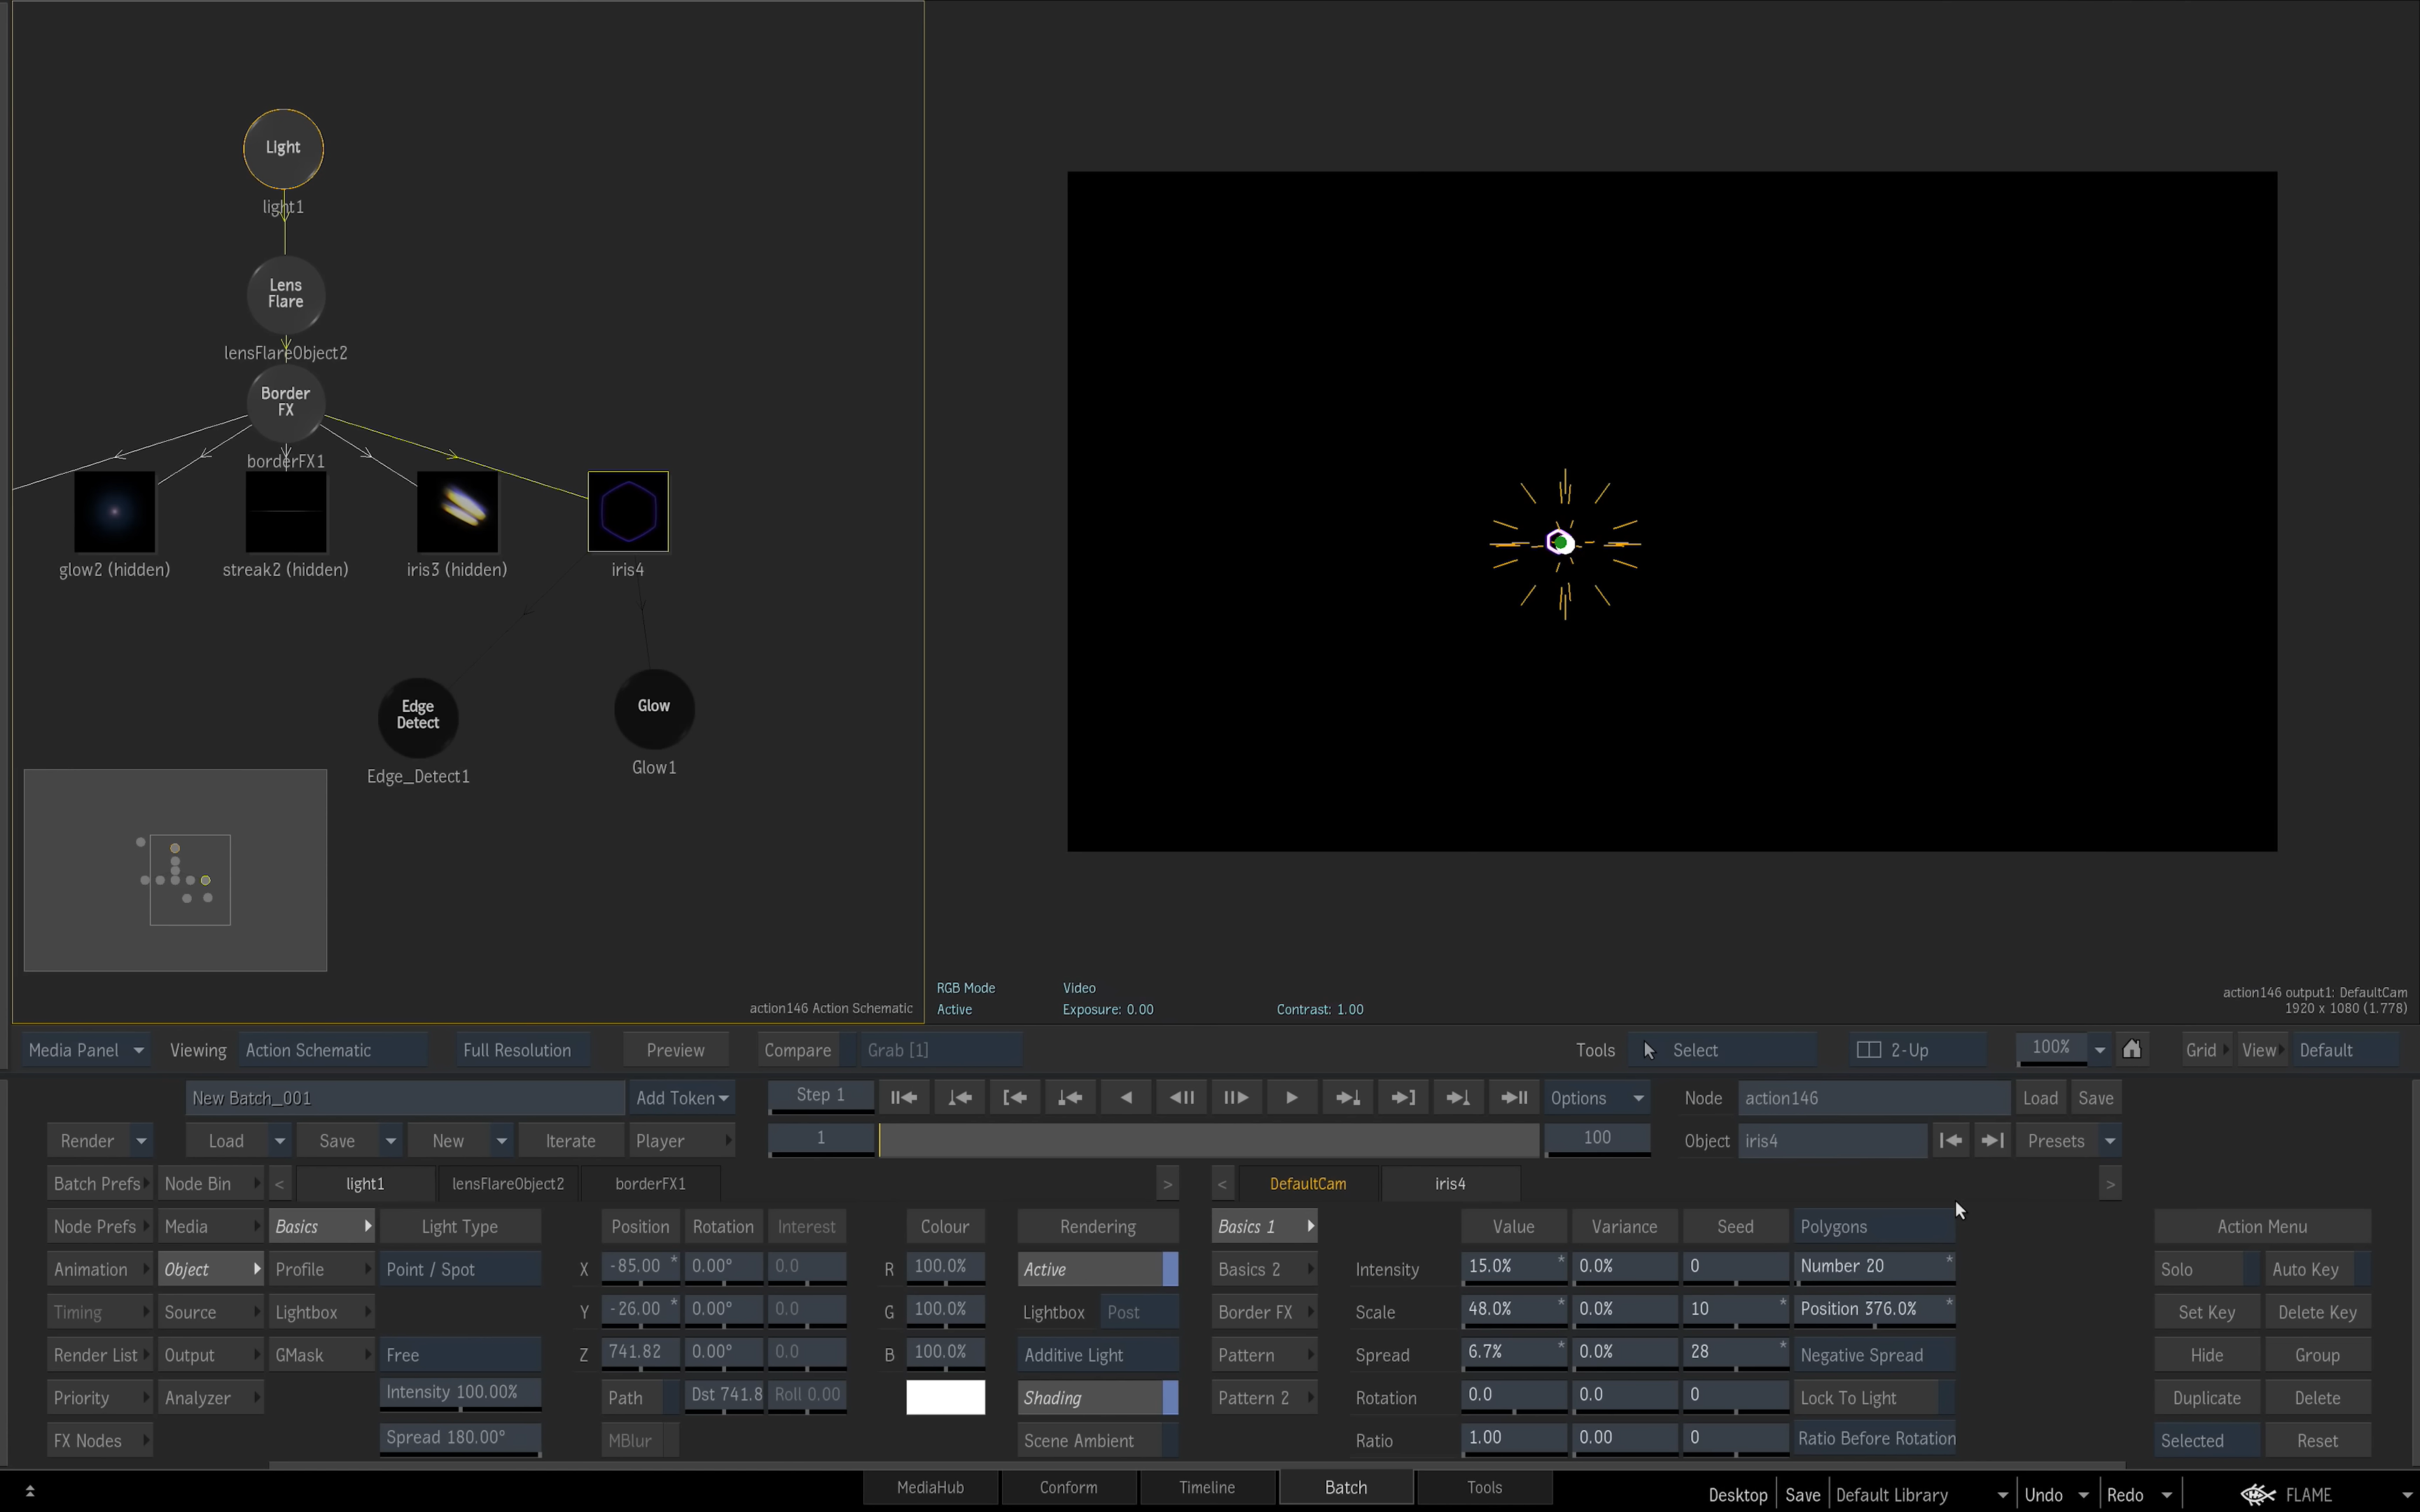 Light
light1
Lens
Flare
lensFlareObject2
Border
FX
borderFX1
glow2 (hidden)
streak2 (hidden)
iris3 (hidden)
iris4
Edge
Detect
Edge_Detect1
Glow
Glow1
action146 Action Schematic
RGB Mode
Active
Video
Exposure: 0.00
Contrast: 1.00
action146 output1: DefaultCam
1920 x 1080 (1.778)
Media Panel Viewing Action Schematic Full Resolution Preview Compare Grab [1] Tools Select 2-Up 100% Grid View Default
New Batch_001 Add Token Step 1 Options Node action146 Load Save
Render Load Save New Iterate Player 1 100 Object iris4 Presets
Batch Prefs Node Bin < light1 lensFlareObject2 borderFX1 > < DefaultCam iris4 >
Node Prefs Media Basics Light Type Position Rotation Interest Colour Rendering Basics 1 Value Variance Seed Polygons Action Menu
Animation Object Profile Point / Spot X -85.00 * 0.00° 0.0 R 100.0% Active Basics 2 Intensity 15.0% * 0.0% 0 Number 20 * Solo Auto Key
Timing Source Lightbox Y -26.00 * 0.00° 0.0 G 100.0% Lightbox Post Border FX Scale 48.0% * 0.0% 10 * Position 376.0% * Set Key Delete Key
Render List Output GMask Free Z 741.82 0.00° 0.0 B 100.0% Additive Light Pattern Spread 6.7% * 0.0% 28 * Negative Spread Hide Group
Priority Analyzer Intensity 100.00% Path Dst 741.8 Roll 0.00 Shading Pattern 2 Rotation 0.0 0.0 0 Lock To Light Duplicate Delete
FX Nodes Spread 180.00° MBlur Scene Ambient Ratio 1.00 0.00 0 Ratio Before Rotation Selected Reset
MediaHub Conform Timeline Batch Tools Desktop Save Default Library Undo Redo FLAME